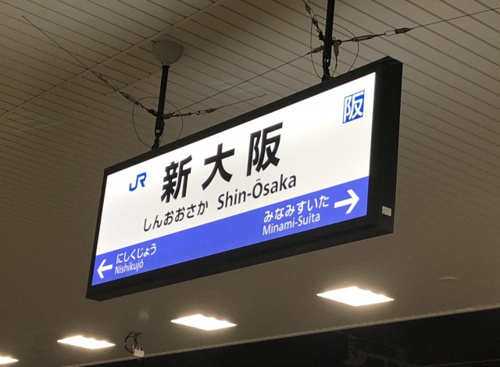 阪
JR
新大阪
しんおおさか Shin-Ōsaka
みなみすいた →
Minami-Suita
← にしくじょう
Nishikujō